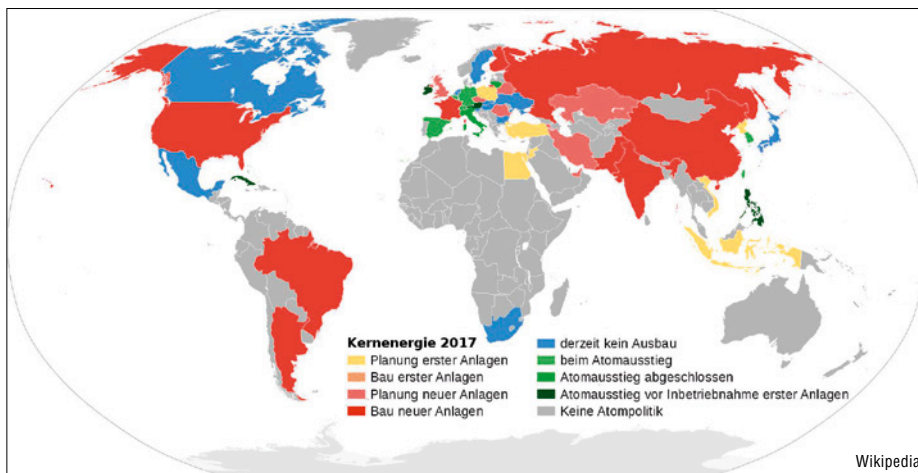 Kernenergie 2017
Planung erster Anlagen
Bau erster Anlagen
Planung neuer Anlagen
Bau neuer Anlagen
derzeit kein Ausbau
beim Atomausstieg
Atomausstieg abgeschlossen
Atomausstieg vor Inbetriebnahme erster Anlagen
Keine Atompolitik
Wikipedia